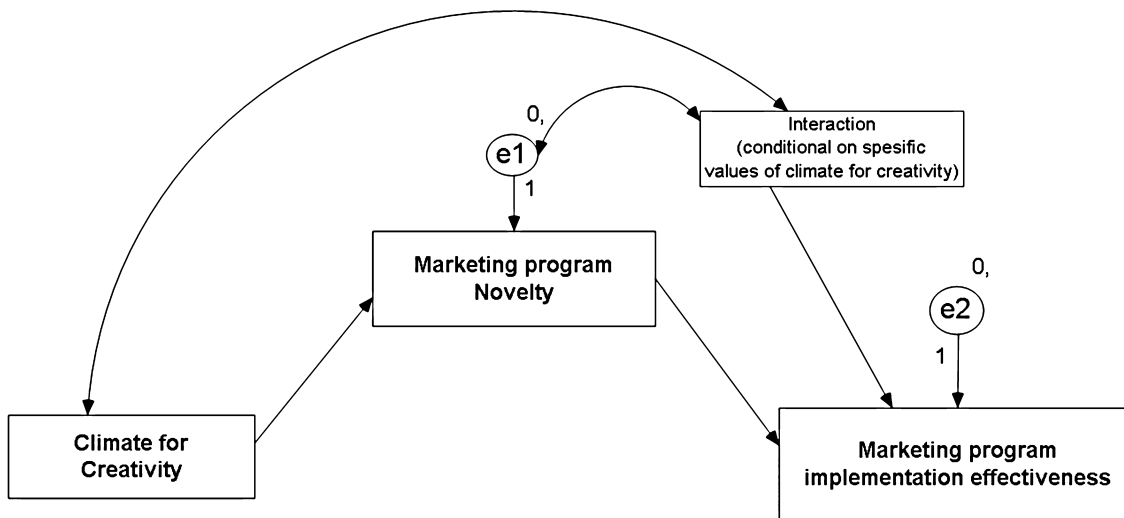 0,
Interaction
(conditional on spesific
values of climate for creativity)
e1
1
Marketing program
Novelty
0,
e2
1
Climate for
Creativity
Marketing program
implementation effectiveness